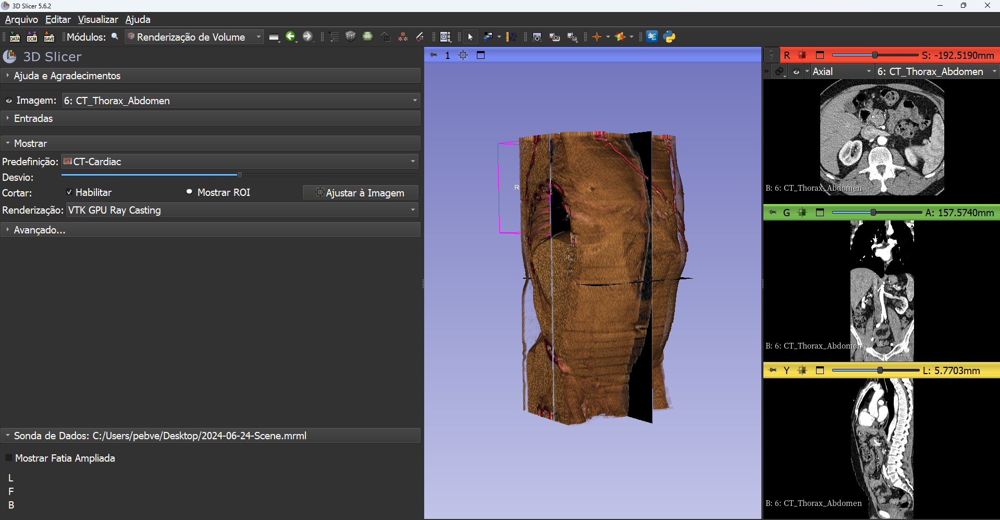 3D Slicer 5.6.2
Arquivo Editar Visualizar Ajuda
DATA DCM SAVE Módulos: Renderização de Volume
3D Slicer
Ajuda e Agradecimentos
Imagem: 6: CT_Thorax_Abdomen
Entradas
Mostrar
Predefinição: CT-Cardiac
Desvio:
Cortar: Habilitar Mostrar ROI Ajustar à Imagem
Renderização: VTK GPU Ray Casting
Avançado...
Sonda de Dados: C:/Users/pebve/Desktop/2024-06-24-Scene.mrml
Mostrar Fatia Ampliada
L
F
B
1
R
R S: -192.5190mm
» Axial 6: CT_Thorax_Abdomen
B: 6: CT_Thorax_Abdomen
G A: 157.5740mm
B: 6: CT_Thorax_Abdomen
Y L: 5.7703mm
B: 6: CT_Thorax_Abdomen